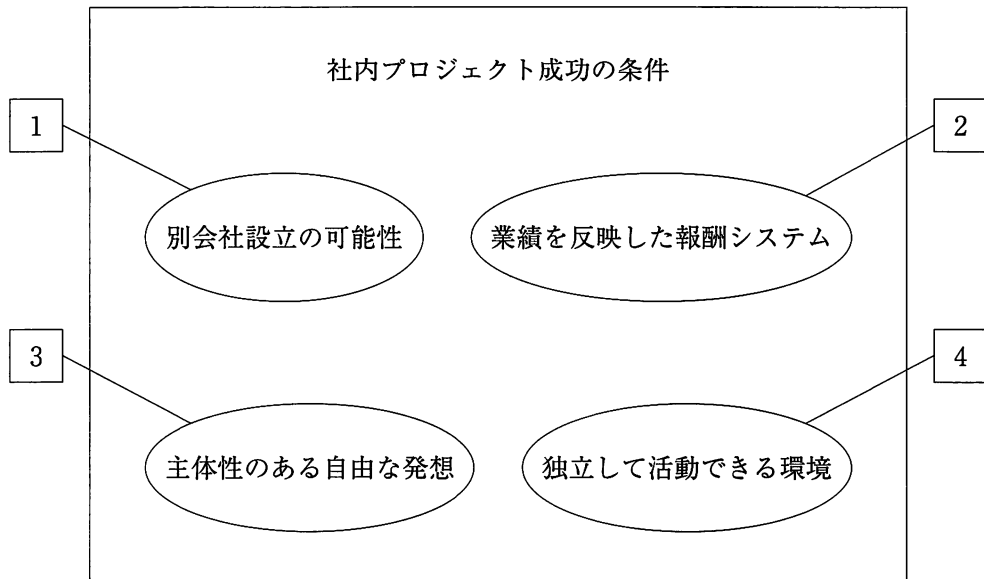 社内プロジェクト成功の条件
1
2
別会社設立の可能性
業績を反映した報酬システム
3
4
主体性のある自由な発想
独立して活動できる環境